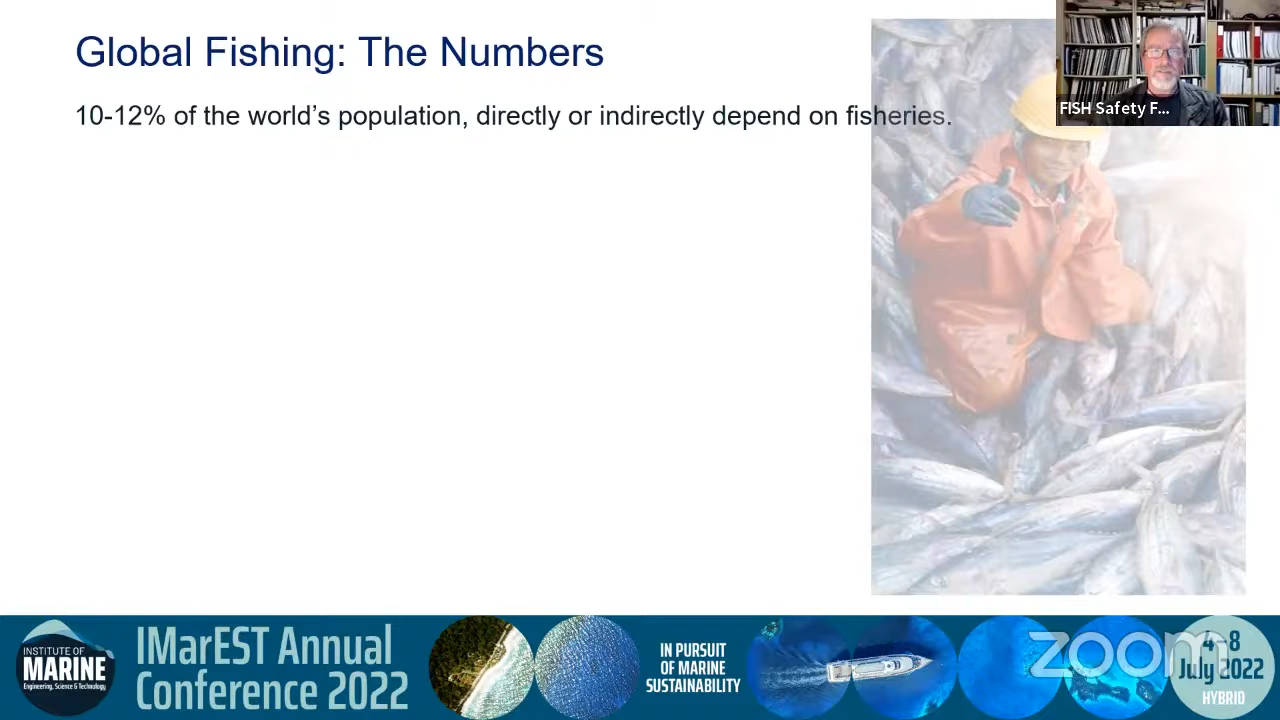 Global Fishing: The Numbers
10-12% of the world's population, directly or indirectly depend on fisheries.
FISH Safety F...
INSTITUTE OF
MARINE
Engineering, Science & Technology
IMarEST Annual
Conference 2022
IN PURSUIT
OF MARINE
SUSTAINABILITY
zoom
4-8
July 2022
HYBRID